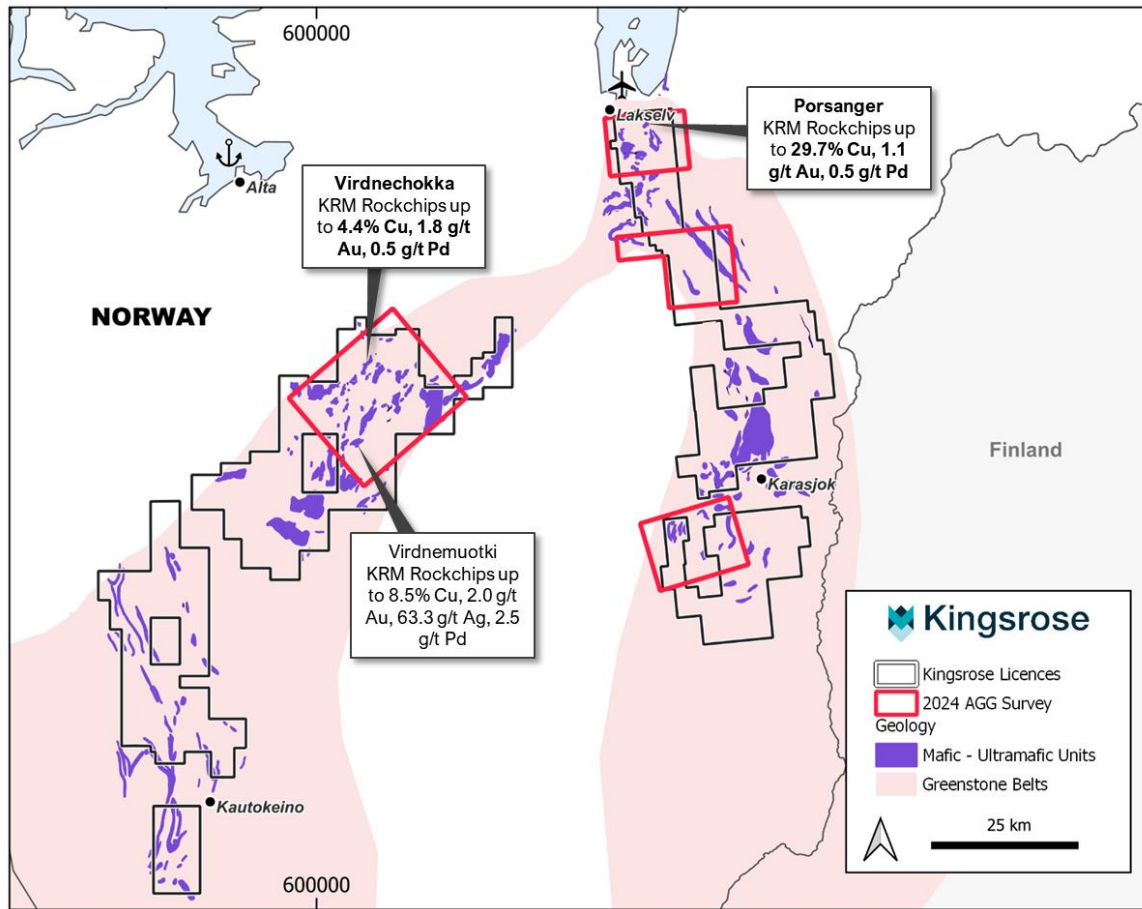 600000
Lakselv
Porsanger
KRM Rockchips up
to 29.7% Cu, 1.1
g/t Au, 0.5 g/t Pd
Alta
Virdnechokka
KRM Rockchips up
to 4.4% Cu, 1.8 g/t
Au, 0.5 g/t Pd
NORWAY
Finland
Karasjok
Virdnemuotki
KRM Rockchips up
to 8.5% Cu, 2.0 g/t
Au, 63.3 g/t Ag, 2.5
g/t Pd
Kautokeino
600000
Kingsrose
Kingsrose Licences
2024 AGG Survey
Geology
Mafic - Ultramafic Units
Greenstone Belts
25 km